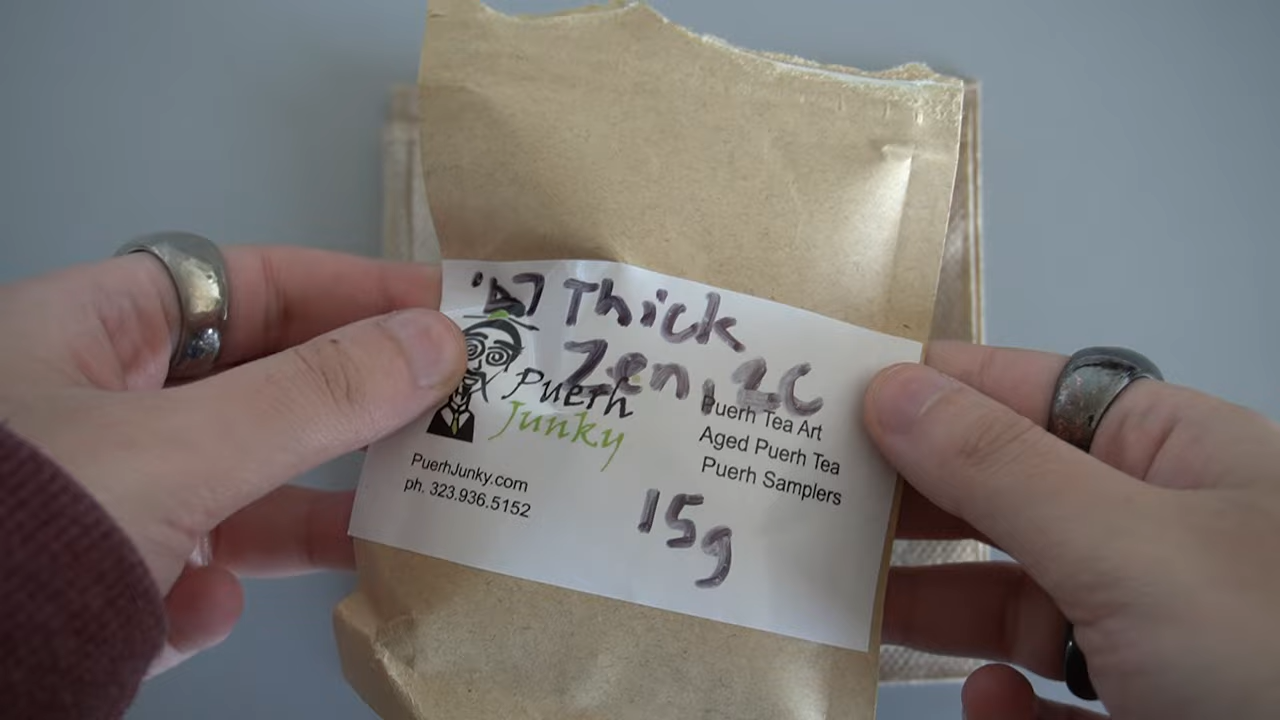 Thick
Zen, 2C
Puerh
Junky
PuerhJunky.com
ph. 323.936.5152
Puerh Tea Art
Aged Puerh Tea
Puerh Samplers
15g